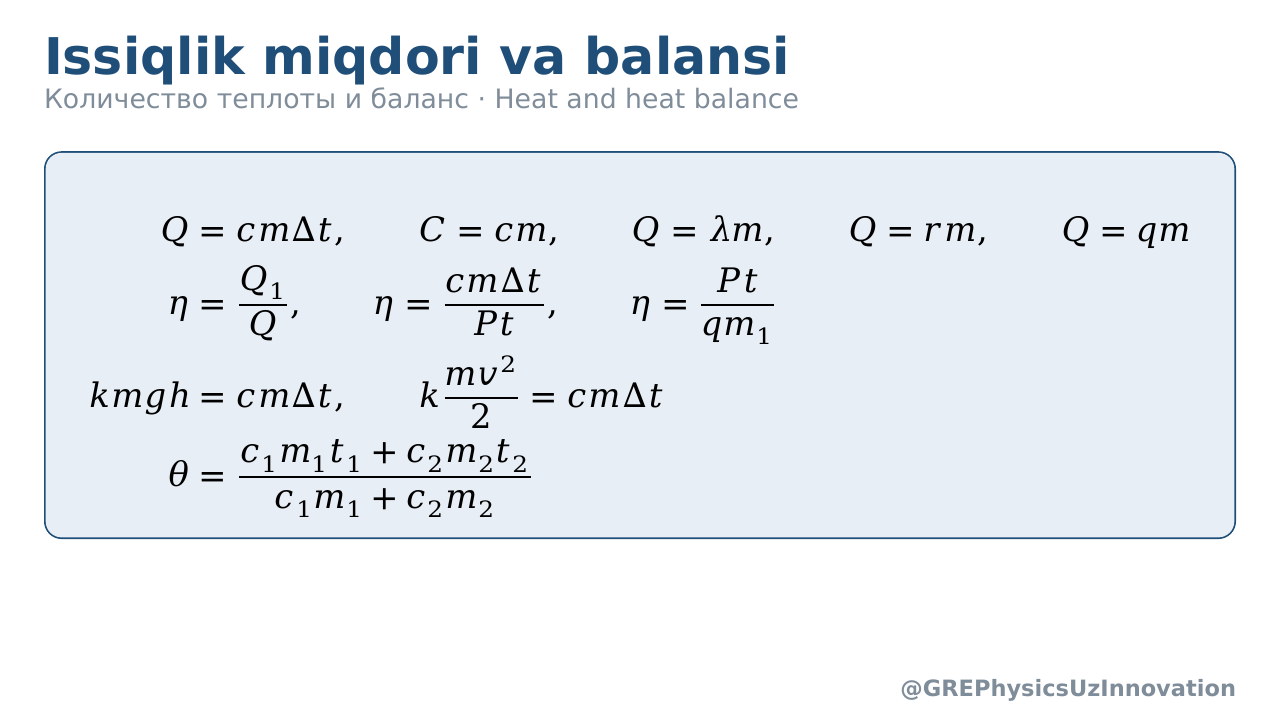 Issiqlik miqdori va balansi
Количество теплоты и баланс · Heat and heat balance
Q = cmΔt, C = cm, Q = λm, Q = rm, Q = qm
η = Q₁/Q, η = cmΔt/Pt, η = Pt/qm₁
kmgh = cmΔt, k mv²/2 = cmΔt
θ = (c₁m₁t₁ + c₂m₂t₂)/(c₁m₁ + c₂m₂)
@GREPhysicsUzInnovation